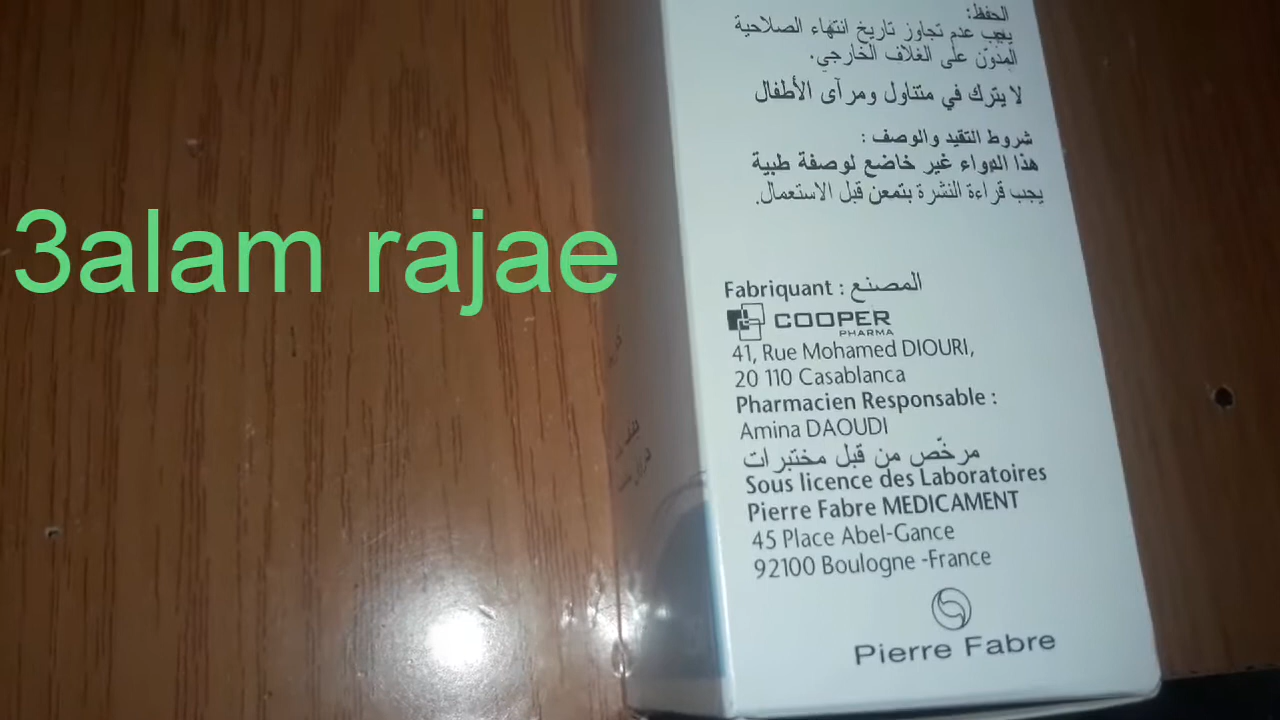 3alam rajae
الحفظ:
يجب عدم تجاوز تاريخ انتهاء الصلاحية
المدوّن على الغلاف الخارجي.
لا يترك في متناول ومرآى الأطفال
شروط التقيد والوصف :
هذا الدواء غير خاضع لوصفة طبية
يجب قراءة النشرة بتمعن قبل الاستعمال.
Fabriquant : المصنع
COOPER
PHARMA
41, Rue Mohamed DIOURI,
20 110 Casablanca
Pharmacien Responsable :
Amina DAOUDI
مرخّص من قبل مختبرات
Sous licence des Laboratoires
Pierre Fabre MEDICAMENT
45 Place Abel-Gance
92100 Boulogne -France
Pierre Fabre